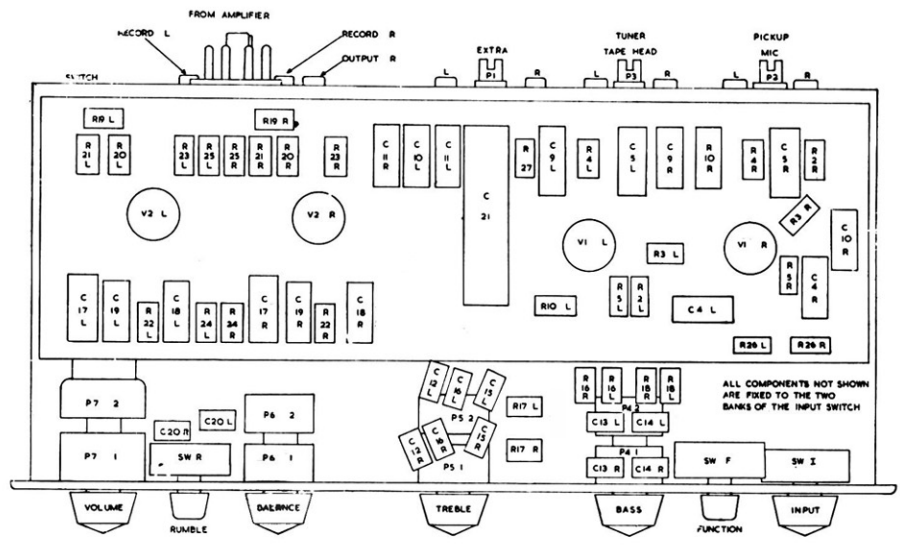 FROM AMPLIFIER
RECORD L
RECORD R
OUTPUT R
SWITCH
EXTRA
L P1 R
TUNER
TAPE HEAD
L P3 R
PICKUP
MIC
L P2 R
R19 L
R19 R
R 21 L
R 20 L
R 23 L
R 25 L
R 25 R
R 21 R
R 20 R
R 23 R
C 11 R
C 10 L
C 11 L
C 21
R 27
C 9 L
R 4 L
C 5 L
C 9 R
R 10 R
R 4 R
C 5 R
R 2 R
R3 R
C 10 R
V2 L
V2 R
V1 L
V1 R
R3 L
R 5 R
C 4 R
C 17 L
C 19 L
R 22 L
C 18 L
R 24 L
R 24 R
C 17 R
C 19 R
R 22 R
C 18 R
R10 L
R 5 L
R 2 L
C4 L
R26 L
R26 R
P7 2
P7 1
C20 R
C20 L
SW R
P6 2
P6 1
C 12 L
C 16 L
C 15 L
P5 2
C 12 R
C 16 R
C 15 R
P5 1
R17 L
R17 R
R 16 R
R 16 L
R 18 R
R 18 L
P4 2
C13 L
C14 L
P4 1
C13 R
C14 R
ALL COMPONENTS NOT SHOWN
ARE FIXED TO THE TWO
BANKS OF THE INPUT SWITCH
SW F
SW I
VOLUME
RUMBLE
BALANCE
TREBLE
BASS
FUNCTION
INPUT